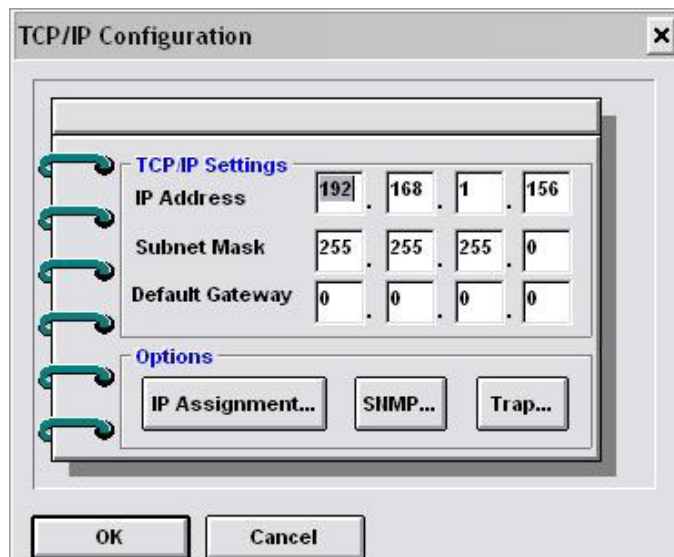 TCP/IP Configuration
TCP/IP Settings
IP Address 192 . 168 . 1 . 156
Subnet Mask 255 . 255 . 255 . 0
Default Gateway 0 . 0 . 0 . 0
Options
IP Assignment... SNMP... Trap...
OK Cancel